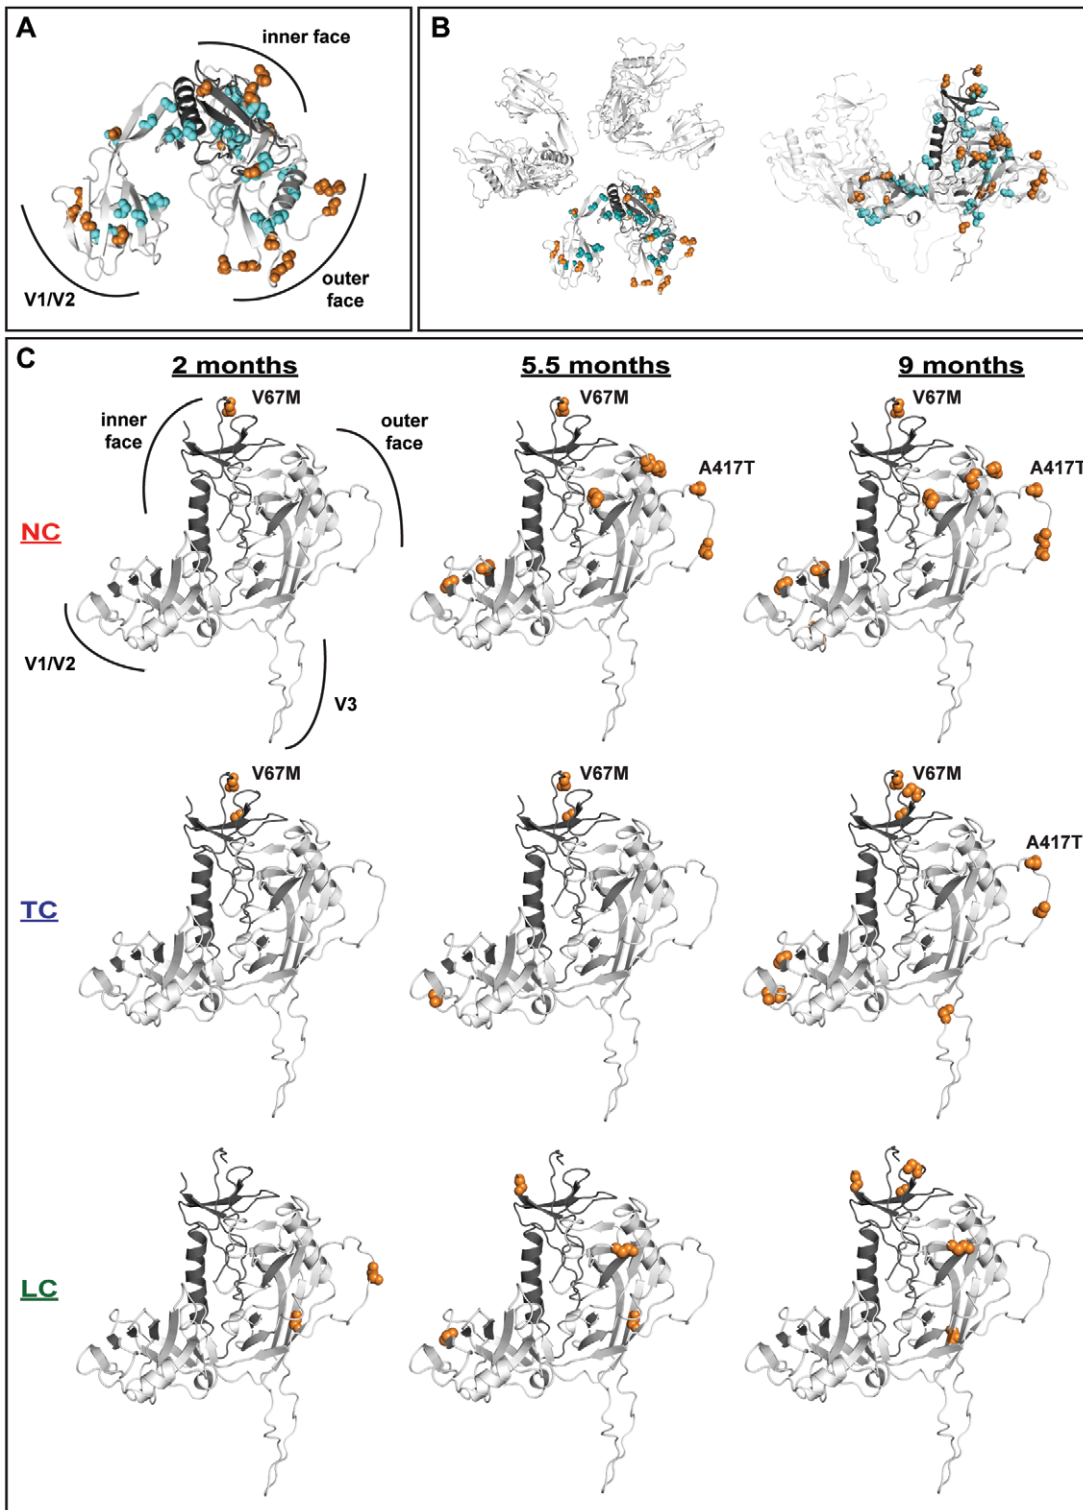 A
inner face
V1/V2
outer
face
B
C
2 months
5.5 months
9 months
V67M
V67M
V67M
inner
face
outer
face
A417T
A417T
NC
V1/V2
V3
V67M
V67M
V67M
A417T
TC
LC